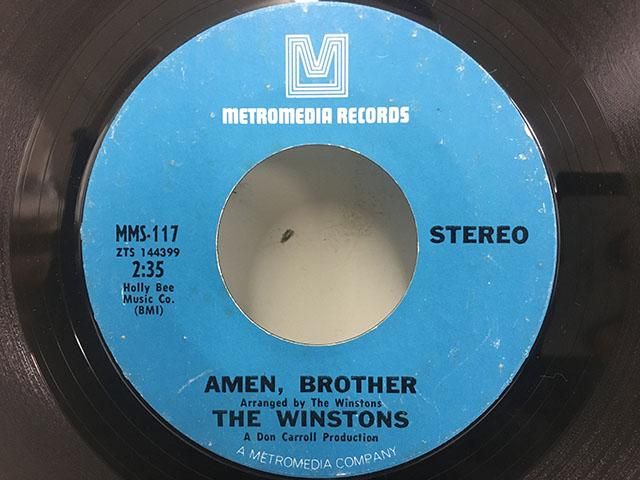 M
METROMEDIA RECORDS
MMS-117
ZTS 144399
2:35
Holly Bee
Music Co.
(BMI)
STEREO
AMEN, BROTHER
Arranged by The Winstons
THE WINSTONS
A Don Carroll Production
A METROMEDIA COMPANY